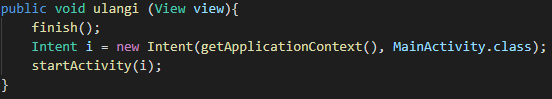 public void ulangi (View view){
    finish();
    Intent i = new Intent(getApplicationContext(), MainActivity.class);
    startActivity(i);
}